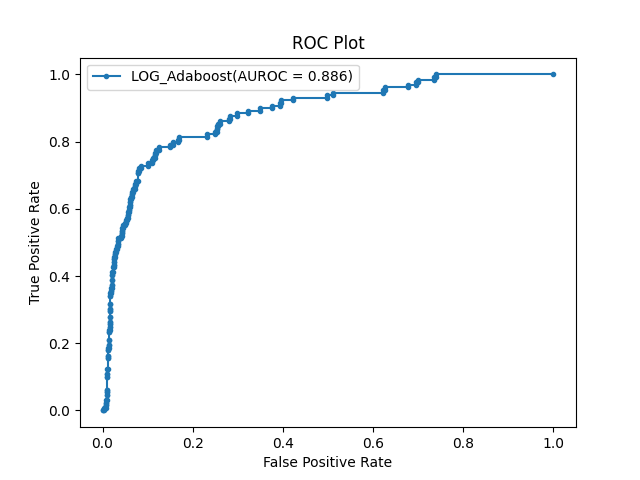 ROC Plot
LOG_Adaboost(AUROC = 0.886)
1.0
0.8
0.6
0.4
0.2
0.0
True Positive Rate
0.0 0.2 0.4 0.6 0.8 1.0
False Positive Rate